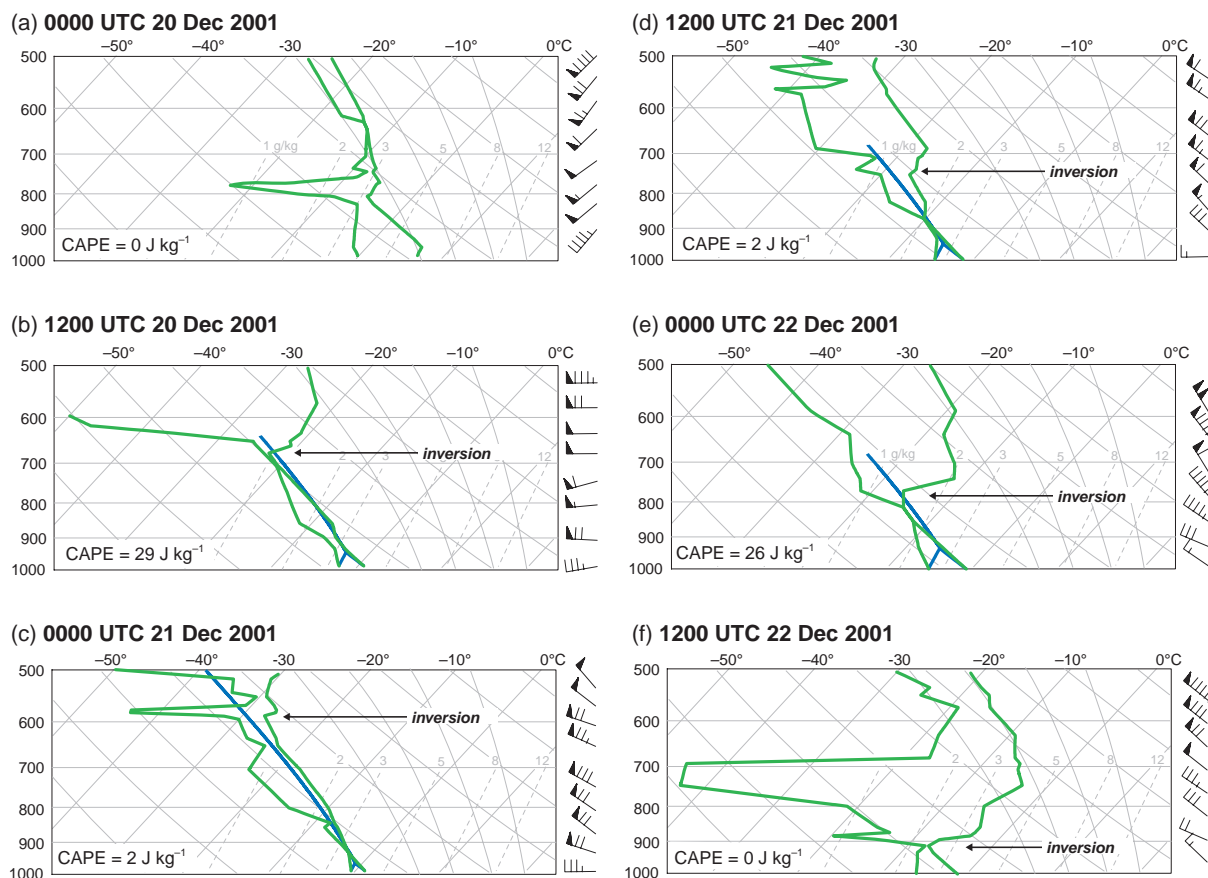 (a) 0000 UTC 20 Dec 2001
–50° –40° –30° –20° –10° 0°C
500
600
700
800
900
1000
1 g/kg 2 3 5 8 12
CAPE = 0 J kg–1
(b) 1200 UTC 20 Dec 2001
–50° –40° –30° –20° –10° 0°C
500
600
700
800
900
1000
2 3 5 8 12
inversion
CAPE = 29 J kg–1
(c) 0000 UTC 21 Dec 2001
–50° –40° –30° –20° –10° 0°C
500
600
700
800
900
1000
inversion
2 3 5 8 12
CAPE = 2 J kg–1
(d) 1200 UTC 21 Dec 2001
–50° –40° –30° –20° –10° 0°C
500
600
700
800
900
1000
1 g/kg 2 3 5 8 12
inversion
CAPE = 2 J kg–1
(e) 0000 UTC 22 Dec 2001
–50° –40° –30° –20° –10° 0°C
500
600
700
800
900
1000
1 g/kg 2 3 5 8 12
inversion
CAPE = 26 J kg–1
(f) 1200 UTC 22 Dec 2001
–50° –40° –30° –20° –10° 0°C
500
600
700
800
900
1000
2 3 5 8 12
inversion
CAPE = 0 J kg–1